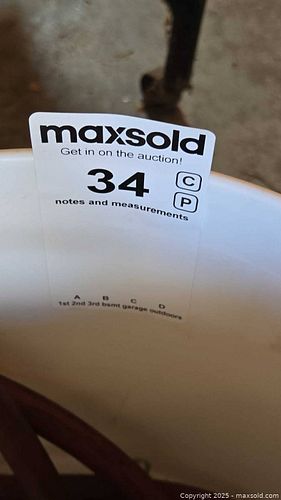 maxsold
Get in on the auction!
34 C
P
notes and measurements
A B C D
1st 2nd 3rd bsmt garage outdoors
Copyright 2025 - maxsold.com